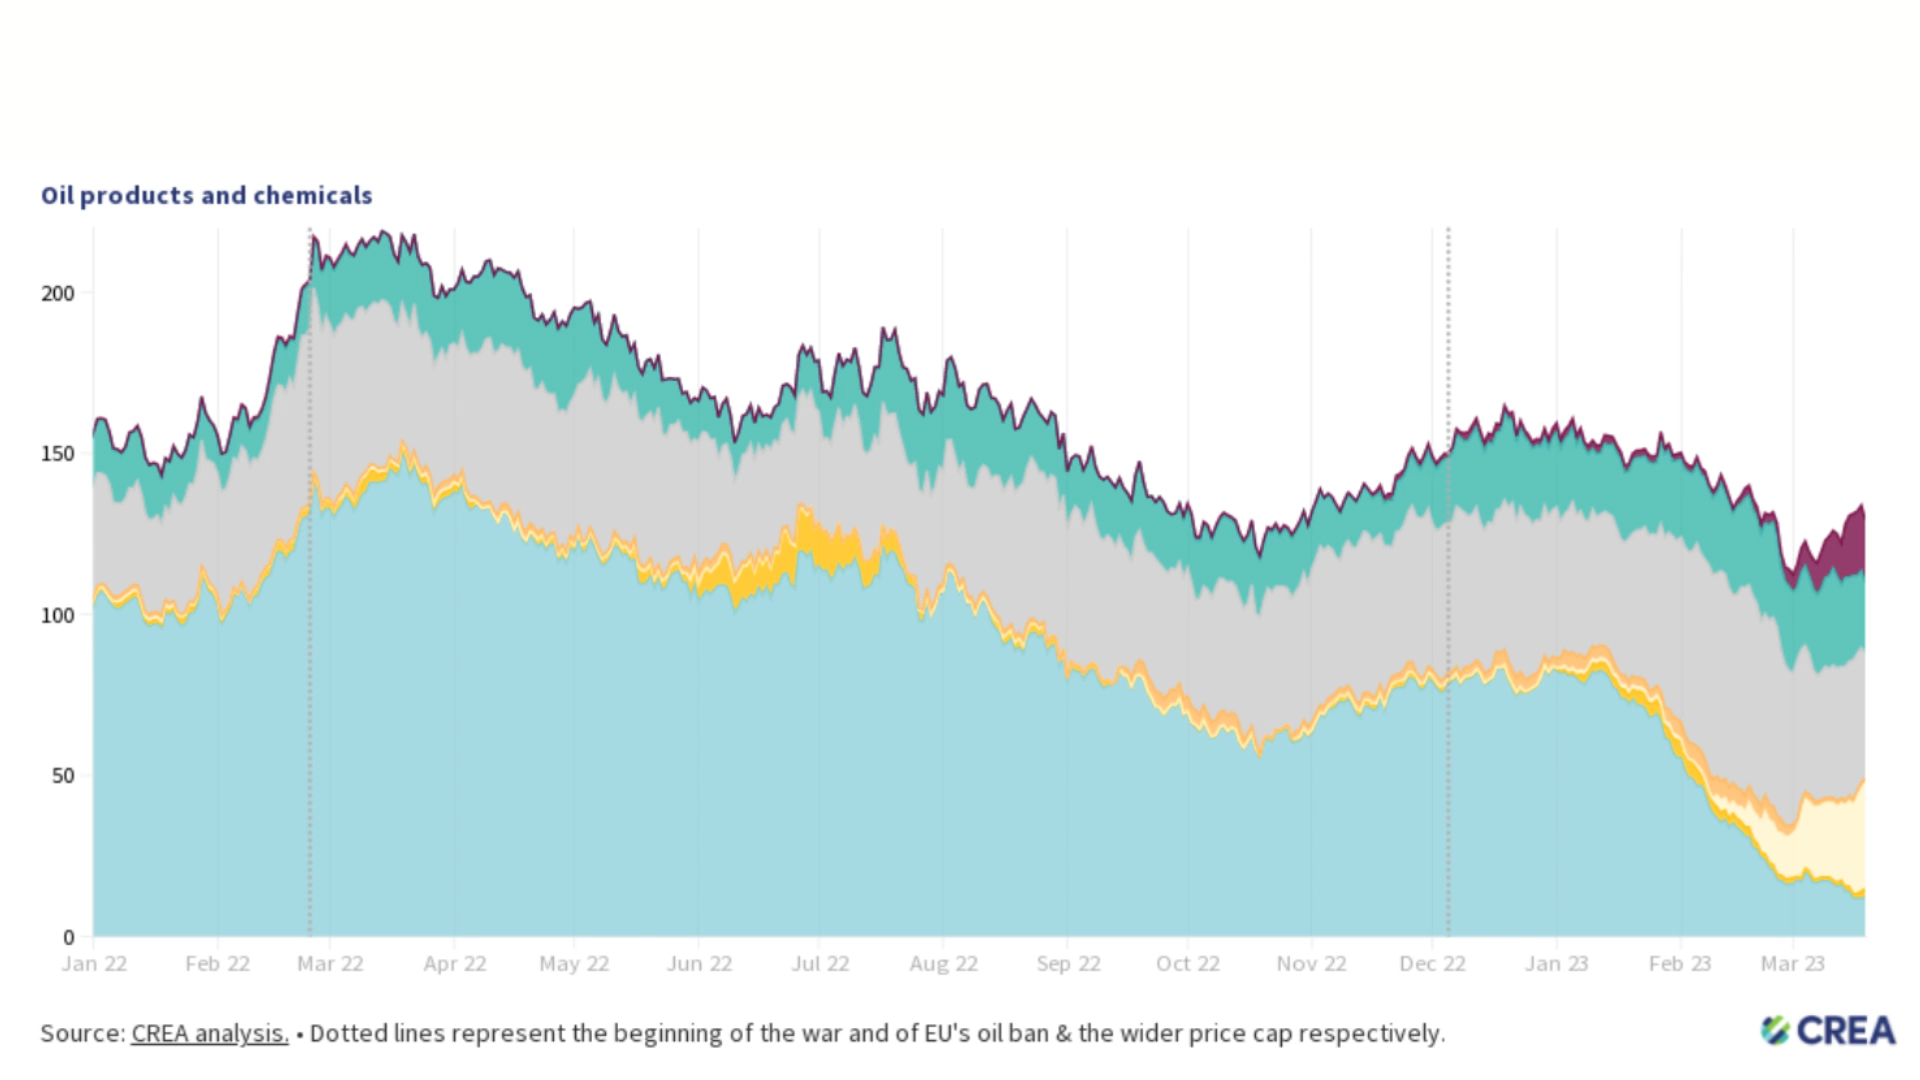 Oil products and chemicals
200
150
100
50
0
Jan 22 Feb 22 Mar 22 Apr 22 May 22 Jun 22 Jul 22 Aug 22 Sep 22 Oct 22 Nov 22 Dec 22 Jan 23 Feb 23 Mar 23
Source: CREA analysis. • Dotted lines represent the beginning of the war and of EU's oil ban & the wider price cap respectively.
CREA